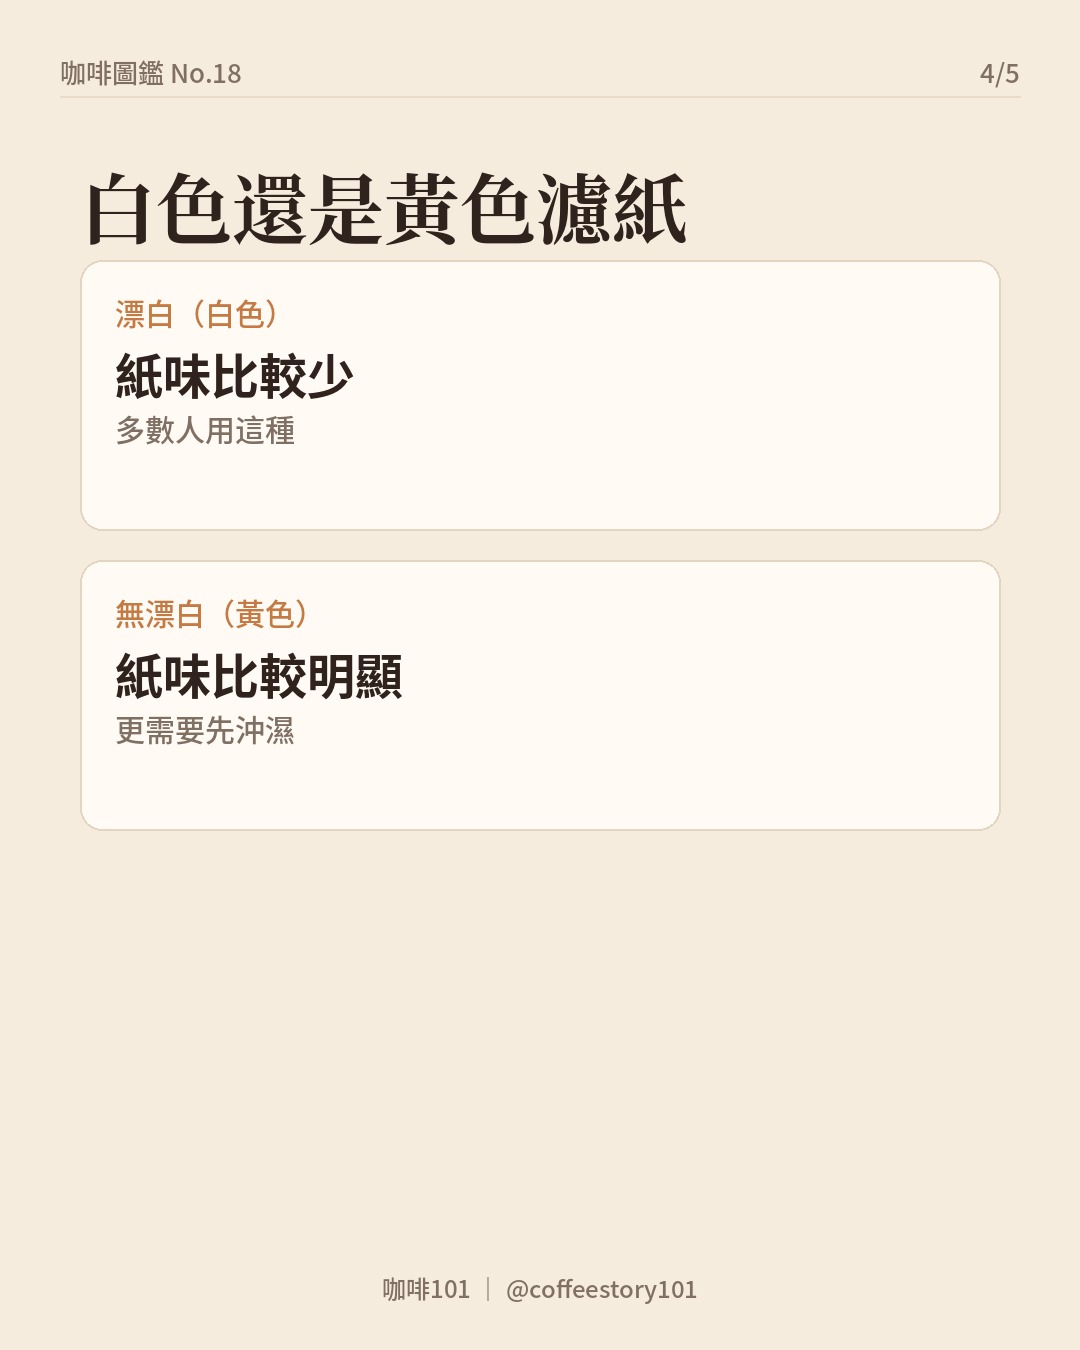 咖啡圖鑑 No.18
4/5
白色還是黃色濾紙
漂白（白色）
紙味比較少
多數人用這種
無漂白（黃色）
紙味比較明顯
更需要先沖濕
咖啡101｜@coffeestory101